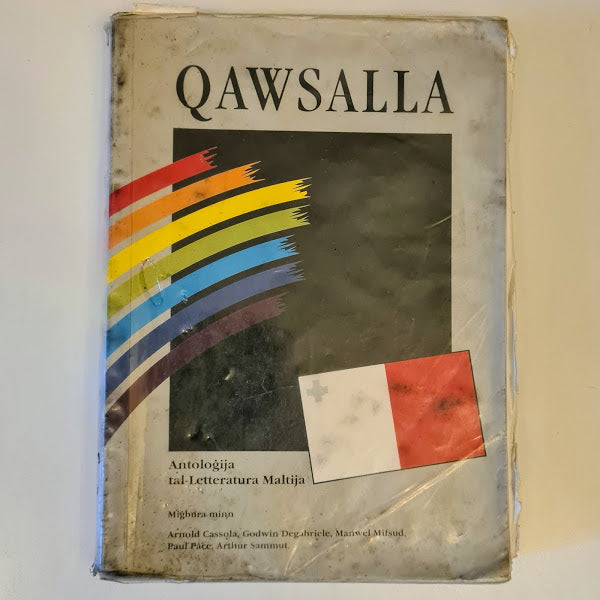 QAWSALLA
Antoloġija
tal-Letteratura Maltija
Miġbura minn
Arnold Cassola, Godwin Degabriele, Manwel Mifsud,
Paul Pace, Arthur Sammut.